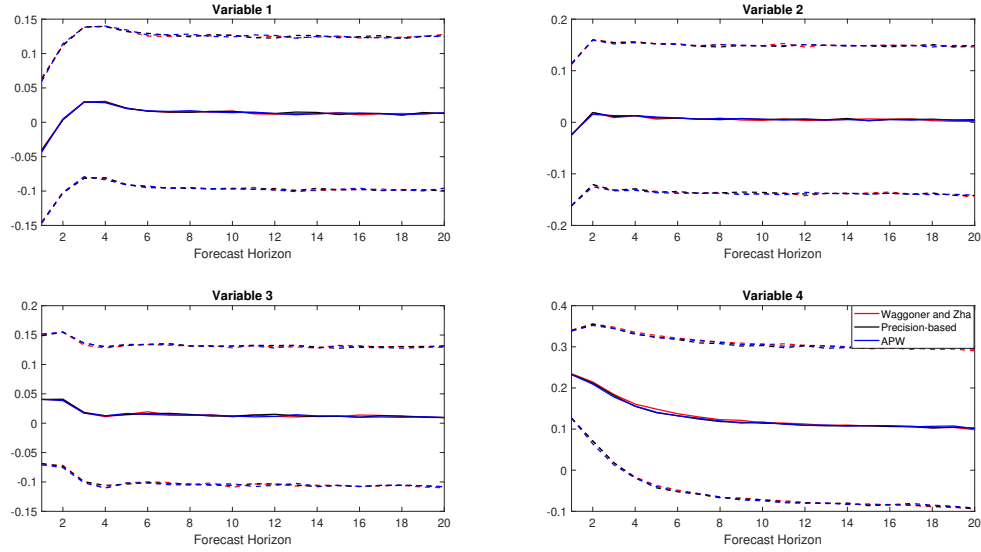 Variable 1
0.15
0.1
0.05
0
-0.05
-0.1
-0.15
2 4 6 8 10 12 14 16 18 20
Forecast Horizon
Variable 2
0.2
0.1
0
-0.1
-0.2
2 4 6 8 10 12 14 16 18 20
Forecast Horizon
Variable 3
0.2
0.15
0.1
0.05
0
-0.05
-0.1
-0.15
2 4 6 8 10 12 14 16 18 20
Forecast Horizon
Variable 4
0.4
0.3
0.2
0.1
0
-0.1
2 4 6 8 10 12 14 16 18 20
Forecast Horizon
Waggoner and Zha
Precision-based
APW